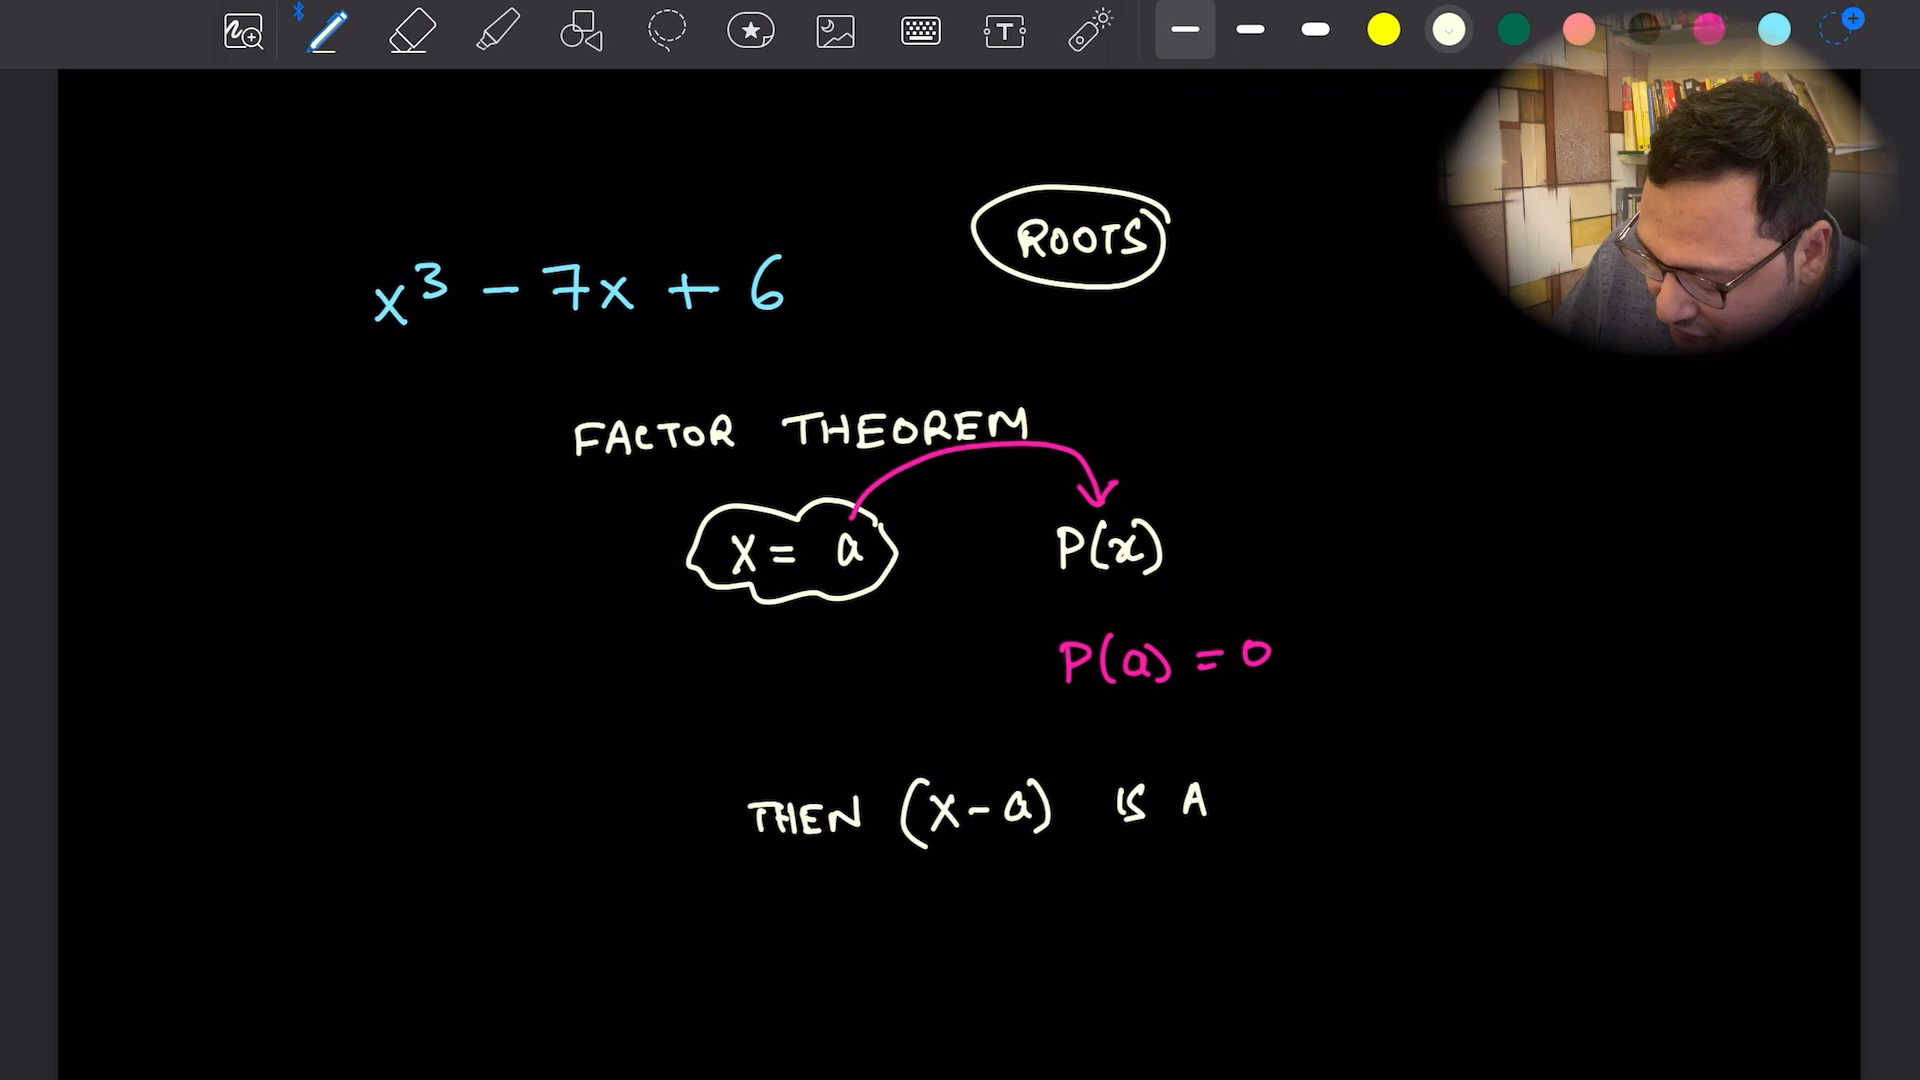 ROOTS
x³ - 7x + 6
FACTOR THEOREM
x = a P(x)
P(a) = 0
THEN (x-a) IS A